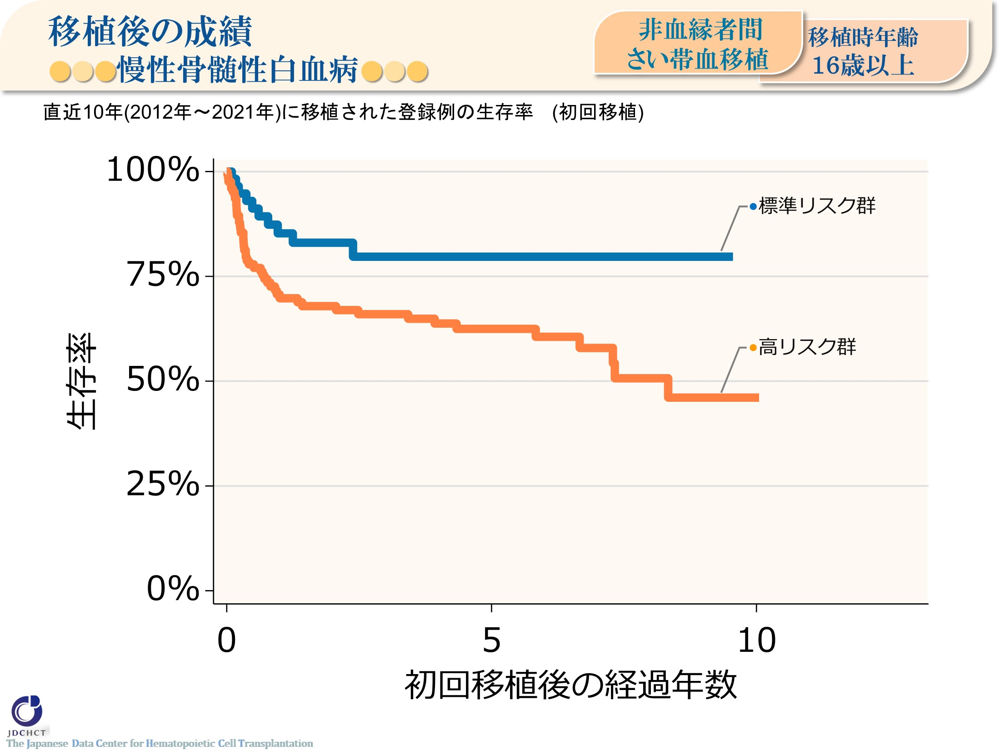 移植後の成績
慢性骨髄性白血病
非血縁者間
さい帯血移植
移植時年齢
16歳以上
直近10年(2012年～2021年)に移植された登録例の生存率　(初回移植)
100%
75%
50%
25%
0%
生存率
標準リスク群
高リスク群
0
5
10
初回移植後の経過年数
JDCHCT
The Japanese Data Center for Hematopoietic Cell Transplantation